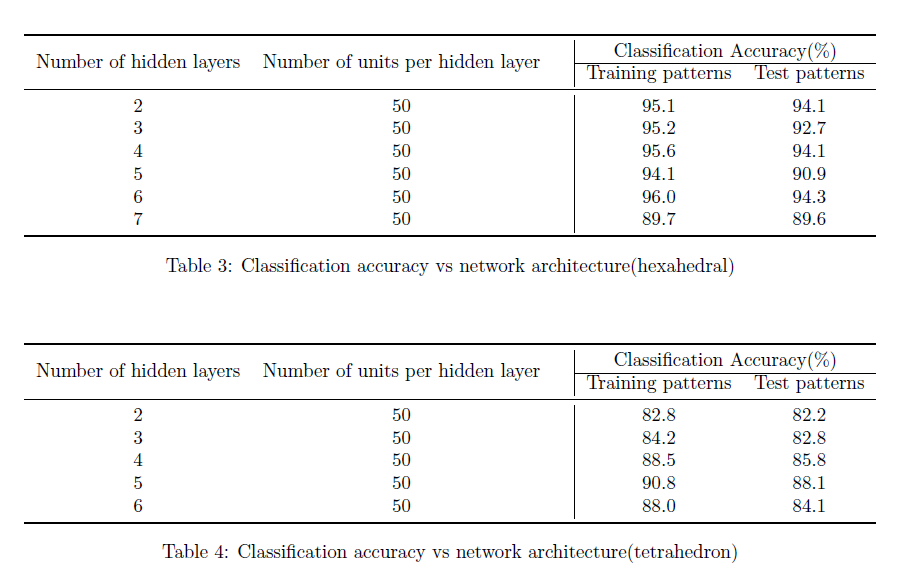 Classification Accuracy(%)
Number of hidden layers Number of units per hidden layer
Training patterns Test patterns
2 50 95.1 94.1
3 50 95.2 92.7
4 50 95.6 94.1
5 50 94.1 90.9
6 50 96.0 94.3
7 50 89.7 89.6
Table 3: Classification accuracy vs network architecture(hexahedral)
Classification Accuracy(%)
Number of hidden layers Number of units per hidden layer
Training patterns Test patterns
2 50 82.8 82.2
3 50 84.2 82.8
4 50 88.5 85.8
5 50 90.8 88.1
6 50 88.0 84.1
Table 4: Classification accuracy vs network architecture(tetrahedron)